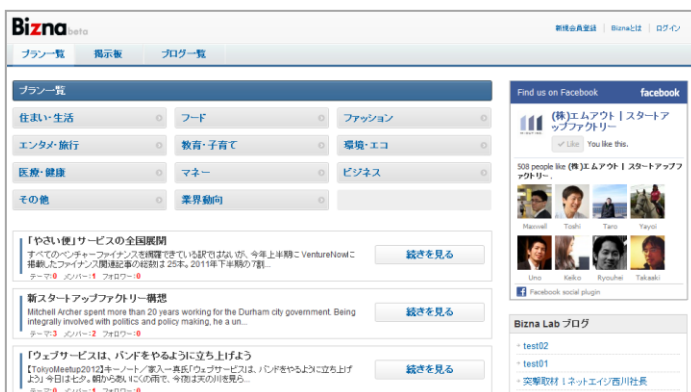 Bizna beta
新規会員登録 | Biznaとは | ログイン
プラン一覧 掲示板 ブログ一覧
プラン一覧
住まい・生活 フード ファッション
エンタメ・旅行 教育・子育て 環境・エコ
医療・健康 マネー ビジネス
その他 業界動向
「やさい便」サービスの全国展開
すべてのベンチャーファイナンスを網羅できている訳ではないが、今年上半期に VentureNowに
掲載したファイナンス関連記事の総数は 25本。2011年下半期の7割...
テーマ:0 メンバー:1 フォロワー:0
続きを見る
新スタートアップファクトリー構想
Mitchell Archer spent more than 20 years working for the Durham city government. Being
integrally involved with politics and policy making, he a un...
テーマ:3 メンバー:2 フォロワー:0
続きを見る
「ウェブサービスは、バンドをやるように立ち上げよう
【TokyoMeetup2012】キーノート／家入一真氏「ウェブサービスは、バンドをやるように立ち上げ
よう」 今日は七夕。朝からあいにくの雨で、今夜は天の川を見ら...
テーマ:0 メンバー:1 フォロワー:0
続きを見る
Find us on Facebook facebook
(株)エムアウト | スタートア
ップファクトリー
Like You like this.
508 people like (株)エムアウト | スタートアップフ
ァクトリー.
Maxwell Toshi Taro Yayoi
Uno Keiko Ryouhei Takaaki
Facebook social plugin
Bizna Lab ブログ
test02
test01
突撃取材！ネットエイジ西川社長